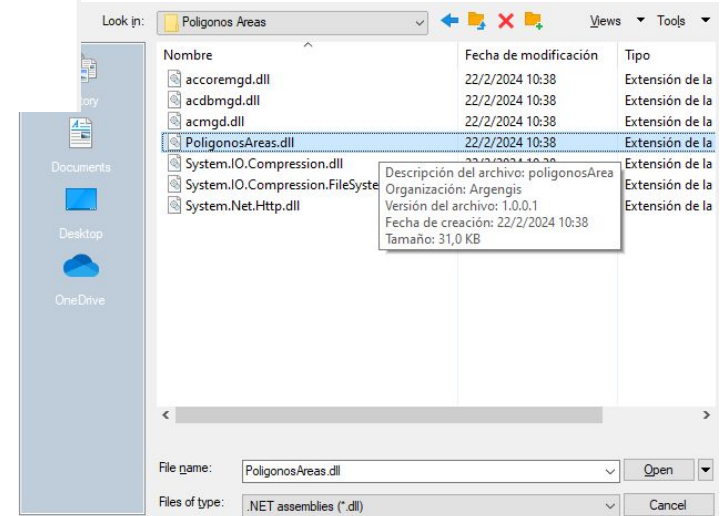 Look in:
Poligonos Areas
Views
Tools
Nombre
Fecha de modificación
Tipo
accoremgd.dll
22/2/2024 10:38
Extensión de la
acdbmgd.dll
22/2/2024 10:38
Extensión de la
acmgd.dll
22/2/2024 10:38
Extensión de la
PoligonosAreas.dll
22/2/2024 10:38
Extensión de la
System.IO.Compression.dll
Extensión de la
System.IO.Compression.FileSyste
Extensión de la
System.Net.Http.dll
Extensión de la
Descripción del archivo: poligonosArea
Organización: Argengis
Versión del archivo: 1.0.0.1
Fecha de creación: 22/2/2024 10:38
Tamaño: 31,0 KB
ory
Documents
Desktop
OneDrive
File name:
PoligonosAreas.dll
Open
Files of type:
.NET assemblies (*.dll)
Cancel